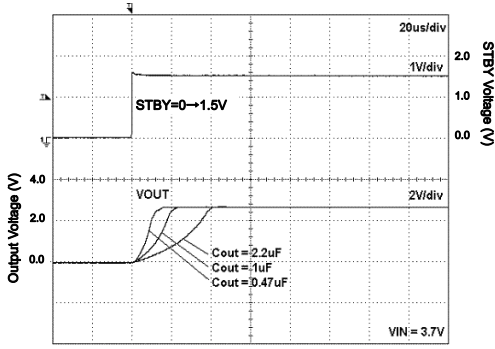 20us/div
1V/div
2.0
1.0
0.0
STBY Voltage (V)
STBY=0→1.5V
4.0
2.0
0.0
Output Voltage (V)
VOUT
2V/div
Cout = 2.2uF
Cout = 1uF
Cout = 0.47uF
VIN = 3.7V